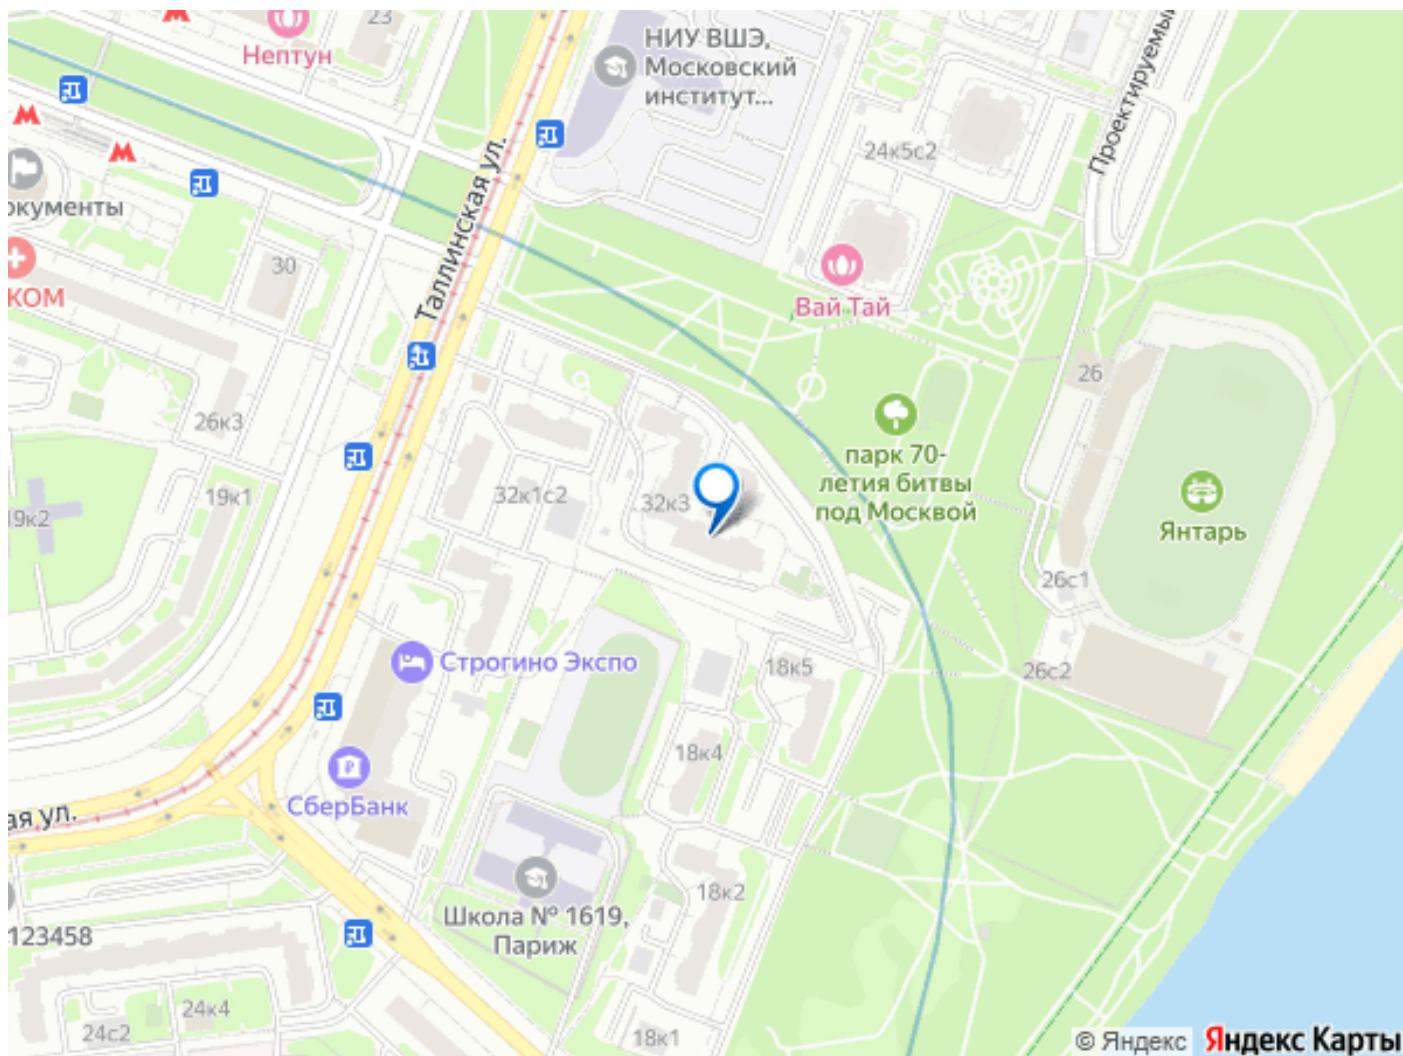 23
Нептун
НИУ ВШЭ,
Московский
институт...
Проектируемы
24к5с2
Таллинская ул.
окументы
30
КОМ
Вай Тай
26
26к3
парк 70-
летия битвы
под Москвой
19к1
32к1с2
32к3
19к2
Янтарь
26с1
Строгино Экспо
18к5
26с2
18к4
СберБанк
ая ул.
18к2
Школа № 1619,
Париж
123458
24к4
24с2
18к1
© Яндекс Яндекс Карты